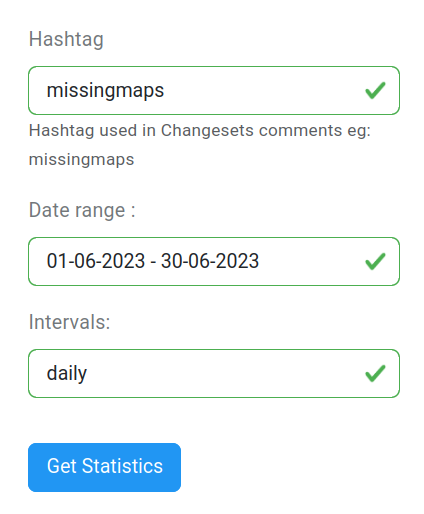 Hashtag
missingmaps
Hashtag used in Changesets comments eg:
missingmaps
Date range :
01-06-2023 - 30-06-2023
Intervals:
daily
Get Statistics